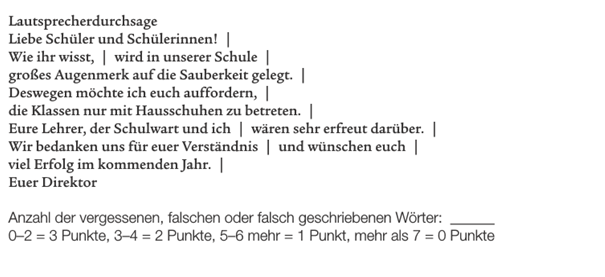 Lautsprecherdurchsage
Liebe Schüler und Schülerinnen! |
Wie ihr wisst, | wird in unserer Schule |
großes Augenmerk auf die Sauberkeit gelegt. |
Deswegen möchte ich euch auffordern, |
die Klassen nur mit Hausschuhen zu betreten. |
Eure Lehrer, der Schulwart und ich | wären sehr erfreut darüber. |
Wir bedanken uns für euer Verständnis | und wünschen euch |
viel Erfolg im kommenden Jahr. |
Euer Direktor
Anzahl der vergessenen, falschen oder falsch geschriebenen Wörter: ______
0–2 = 3 Punkte, 3–4 = 2 Punkte, 5–6 mehr = 1 Punkt, mehr als 7 = 0 Punkte